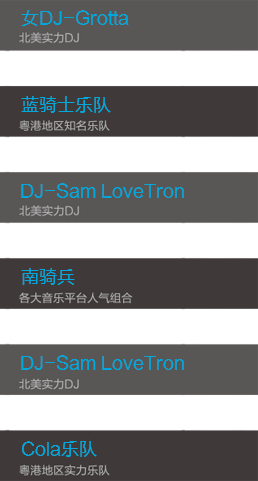 女DJ-Grotta
北美实力DJ
蓝骑士乐队
粤港地区知名乐队
DJ-Sam LoveTron
北美实力DJ
南骑兵
各大音乐平台人气组合
DJ-Sam LoveTron
北美实力DJ
Cola乐队
粤港地区实力乐队